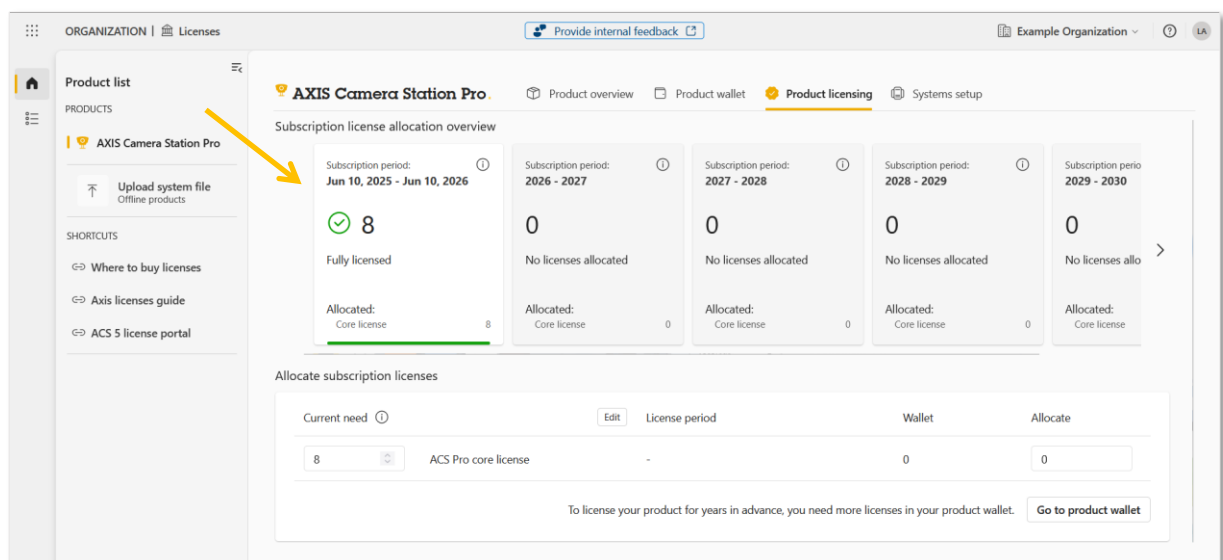 ORGANIZATION | Licenses
Provide internal feedback
Example Organization
LA
Product list
PRODUCTS
AXIS Camera Station Pro
Upload system file
Offline products
SHORTCUTS
Where to buy licenses
Axis licenses guide
ACS 5 license portal
AXIS Camera Station Pro.
Product overview
Product wallet
Product licensing
Systems setup
Subscription license allocation overview
Subscription period:
Jun 10, 2025 - Jun 10, 2026
8
Fully licensed
Allocated:
Core license 8
Subscription period:
2026 - 2027
0
No licenses allocated
Allocated:
Core license 0
Subscription period:
2027 - 2028
0
No licenses allocated
Allocated:
Core license 0
Subscription period:
2028 - 2029
0
No licenses allocated
Allocated:
Core license 0
Subscription perio
2029 - 2030
0
No licenses allo
Allocated:
Core license
Allocate subscription licenses
Current need Edit License period Wallet Allocate
8 ACS Pro core license - 0 0
To license your product for years in advance, you need more licenses in your product wallet. Go to product wallet